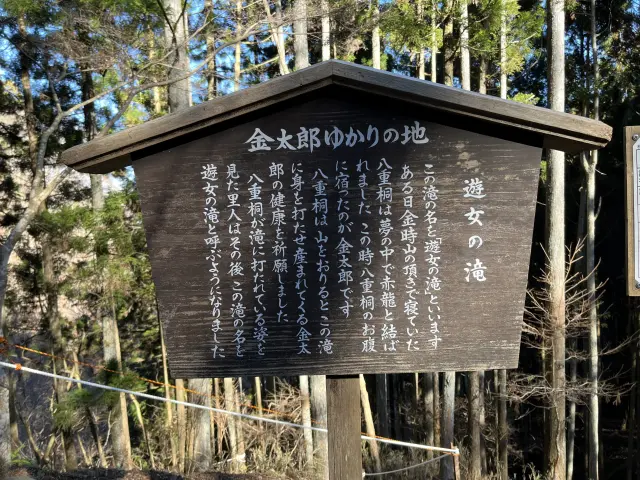 金太郎ゆかりの地
遊女の滝
この滝の名を「遊女の滝」といいます
ある日金時山の頂きで寝ていた
八重桐は夢の中で赤龍と結ば
れました この時八重桐のお腹
に宿ったのが金太郎です
八重桐は山をおりるとこの滝
に身を打たせ産まれてくる金太
郎の健康を祈願しました
八重桐が滝に打たれている姿を
見た里人はその後 この滝の名を
遊女の滝と呼ぶようになりました